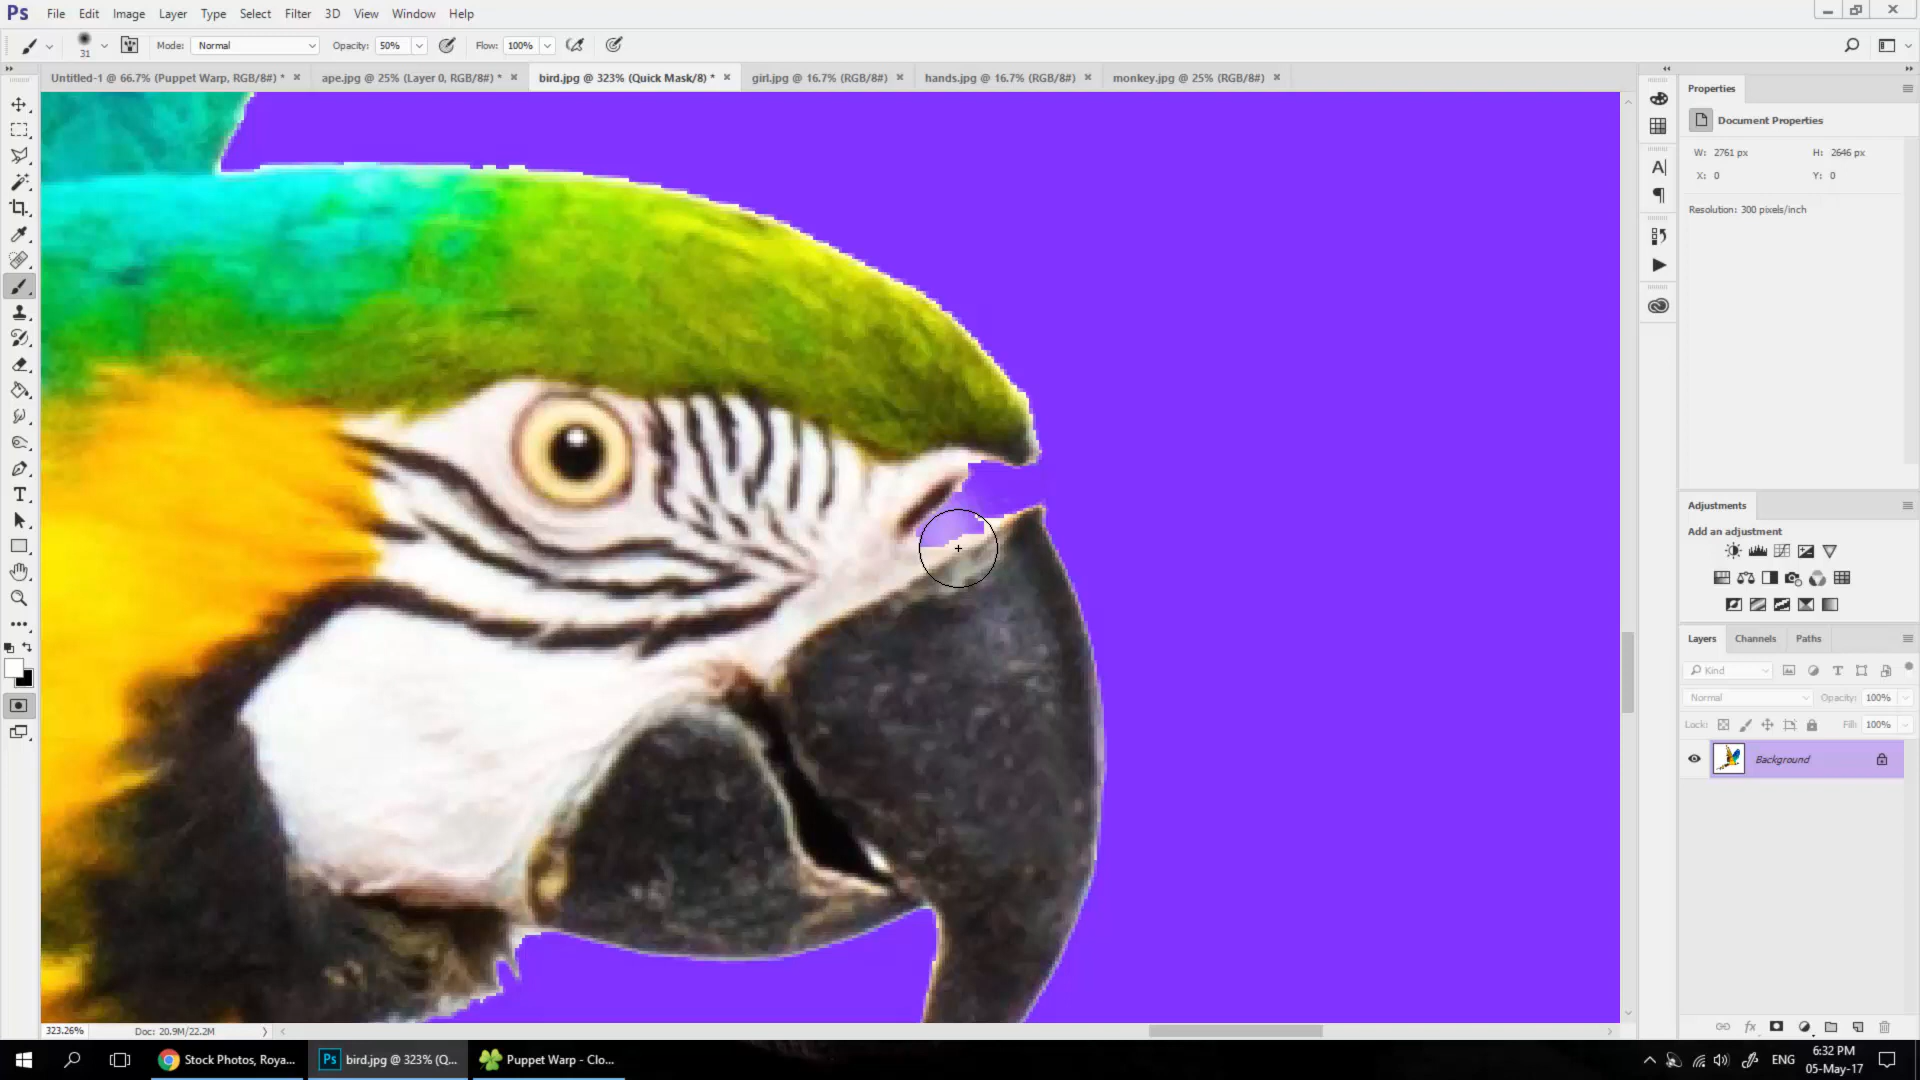 Ps File Edit Image Layer Type Select Filter 3D View Window Help
31 Mode: Normal Opacity: 50% Flow: 100%
Untitled-1 @ 66.7% (Puppet Warp, RGB/8#) * ape.jpg @ 25% (Layer 0, RGB/8#) * bird.jpg @ 323% (Quick Mask/8) * girl.jpg @ 16.7% (RGB/8#) hands.jpg @ 16.7% (RGB/8#) monkey.jpg @ 25% (RGB/8#)
Properties
Document Properties
W: 2761 px H: 2646 px
X: 0 Y: 0
Resolution: 300 pixels/inch
Adjustments
Add an adjustment
Layers Channels Paths
Kind
Normal Opacity: 100%
Lock: Fill: 100%
Background
323.26% Doc: 20.9M/22.2M
Stock Photos, Roya... Ps bird.jpg @ 323% (Q... Puppet Warp - Clo... ENG 6:32 PM
05-May-17